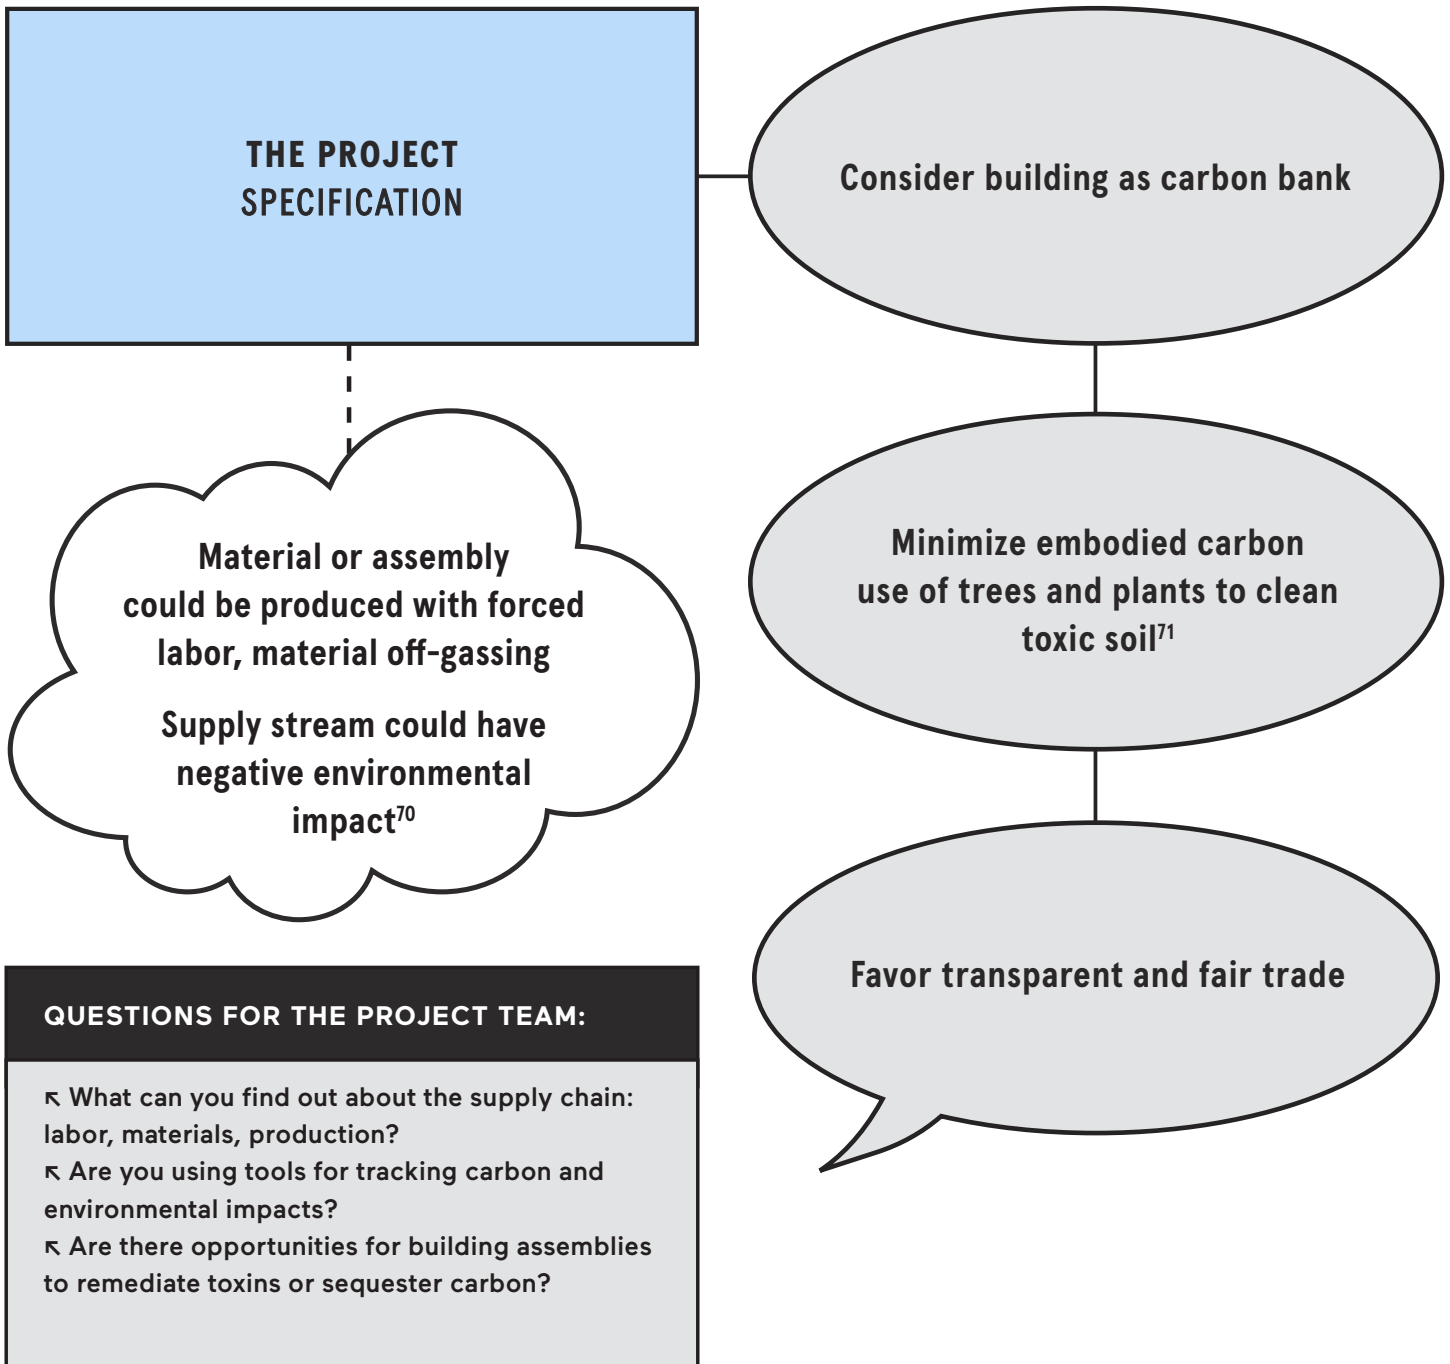 THE PROJECT
SPECIFICATION
Consider building as carbon bank
Material or assembly
could be produced with forced
labor, material off-gassing
Supply stream could have
negative environmental
impact⁷⁰
Minimize embodied carbon
use of trees and plants to clean
toxic soil⁷¹
Favor transparent and fair trade
QUESTIONS FOR THE PROJECT TEAM:
↖ What can you find out about the supply chain:
labor, materials, production?
↖ Are you using tools for tracking carbon and
environmental impacts?
↖ Are there opportunities for building assemblies
to remediate toxins or sequester carbon?